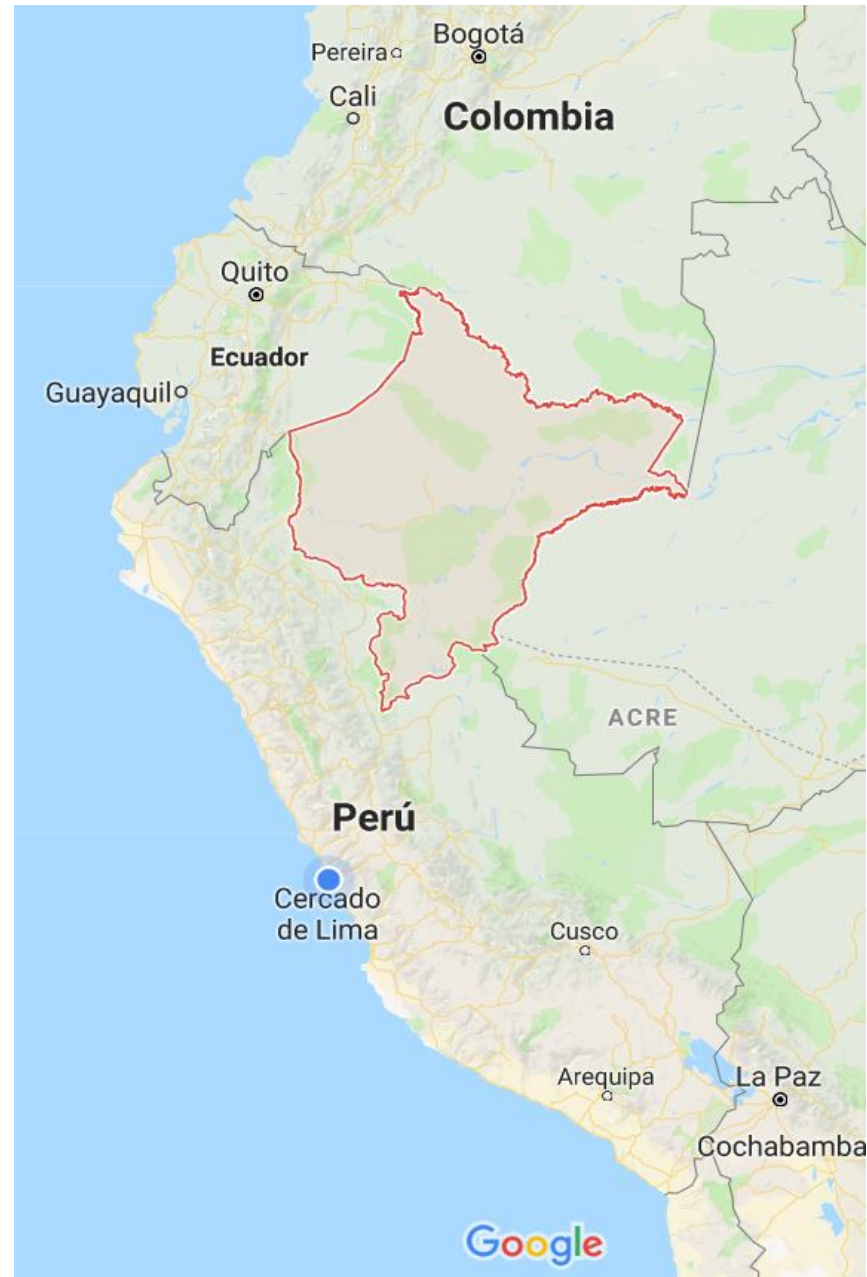 Bogotá
Pereira
Cali
Colombia
Quito
Ecuador
Guayaquil
ACRE
Perú
Cercado
de Lima
Cusco
Arequipa
La Paz
Cochabamba
Google